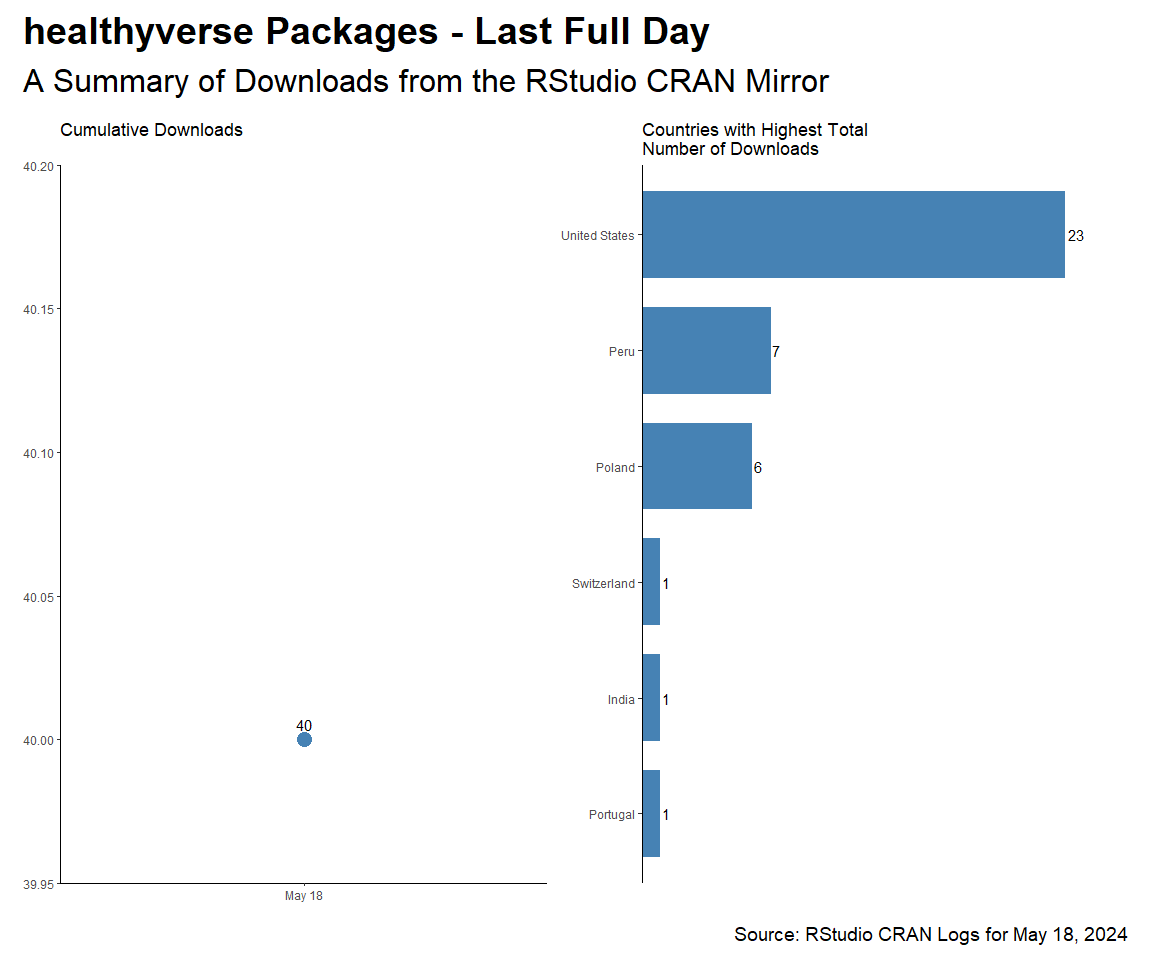 healthyverse Packages - Last Full Day
A Summary of Downloads from the RStudio CRAN Mirror
Cumulative Downloads
40.20
40.15
40.10
40.05
40.00
39.95
40
May 18
Countries with Highest Total
Number of Downloads
United States
23
Peru
7
Poland
6
Switzerland
1
India
1
Portugal
1
Source: RStudio CRAN Logs for May 18, 2024